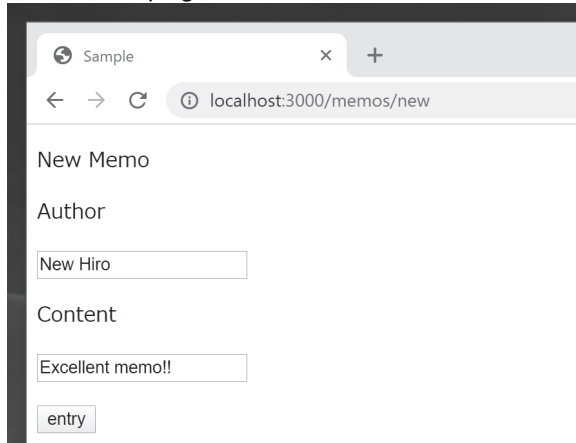 Sample
localhost:3000/memos/new
New Memo
Author
New Hiro
Content
Excellent memo!!
entry